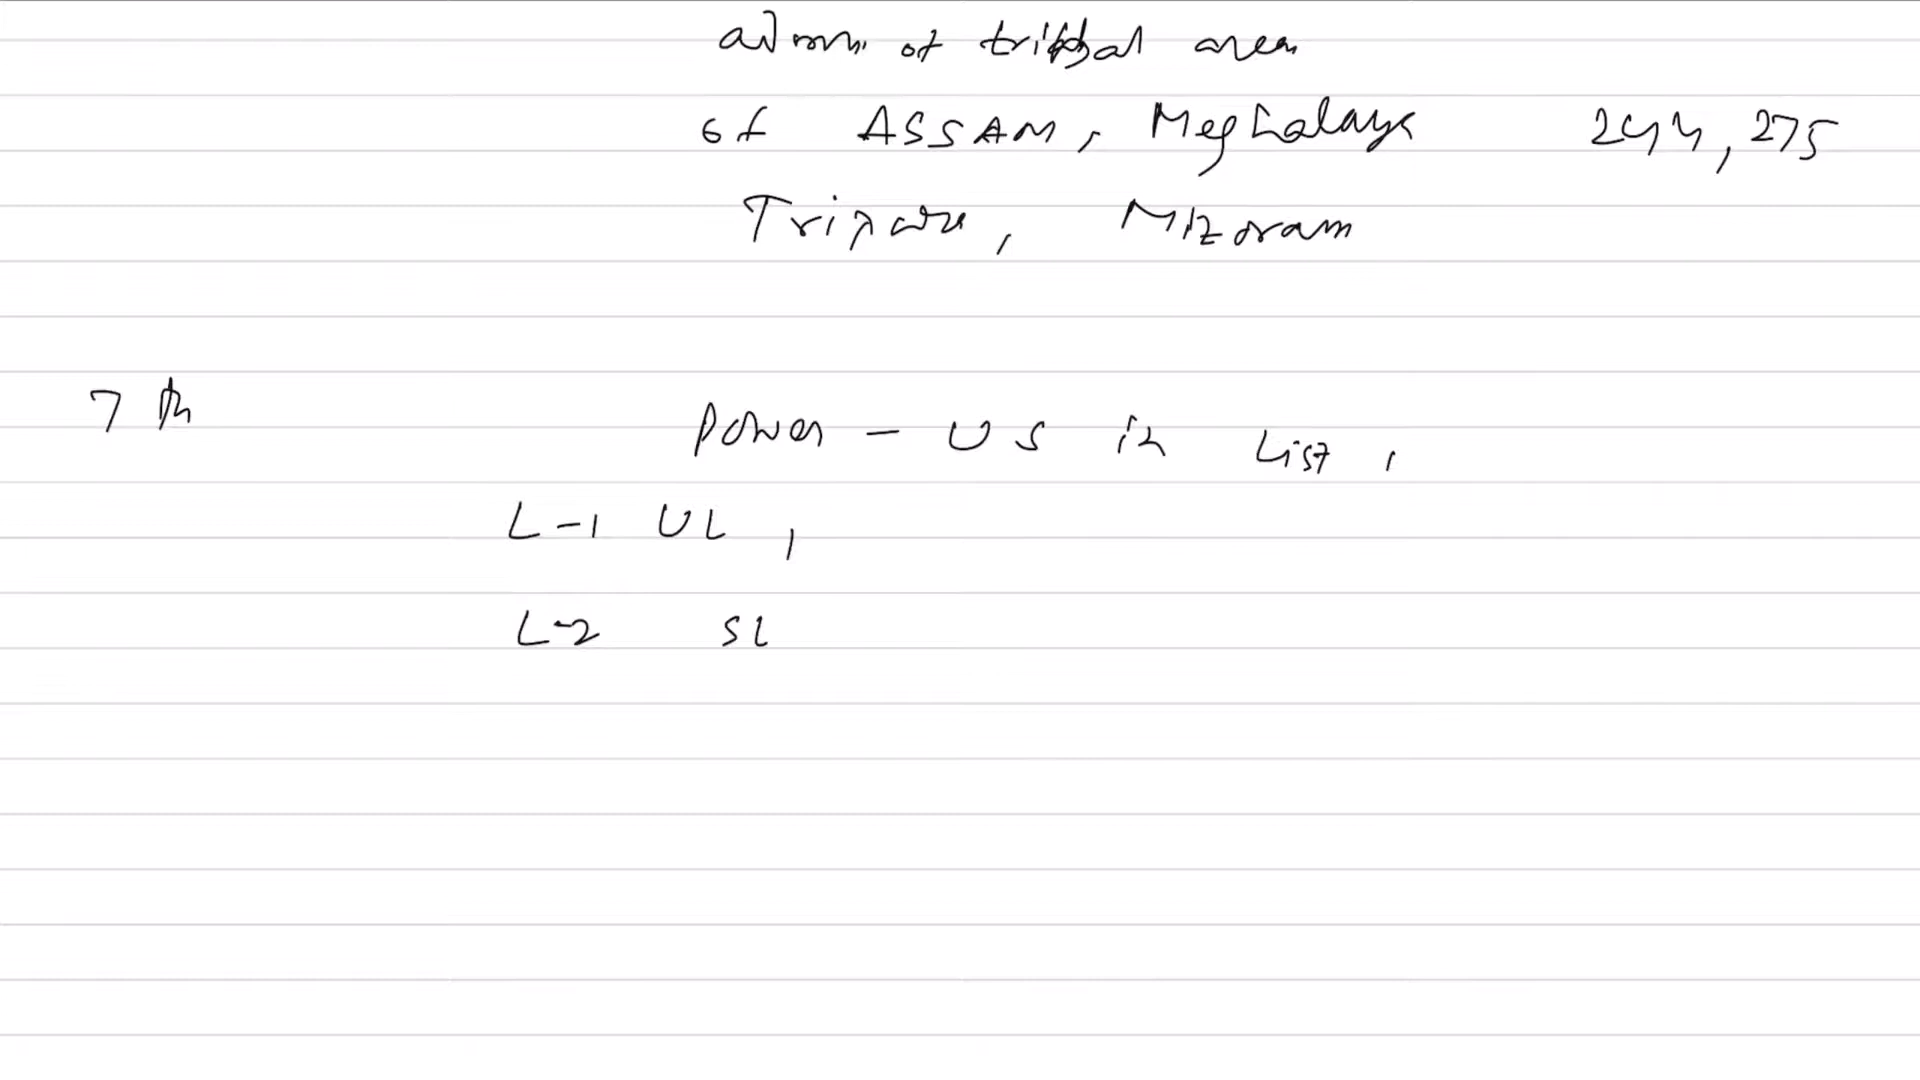 admn. of tribal area
of ASSAM, Meghalaya 244, 275
Tripura, Mizoram
7 th
Power - U S in List,
L-1 UL,
L-2 SL